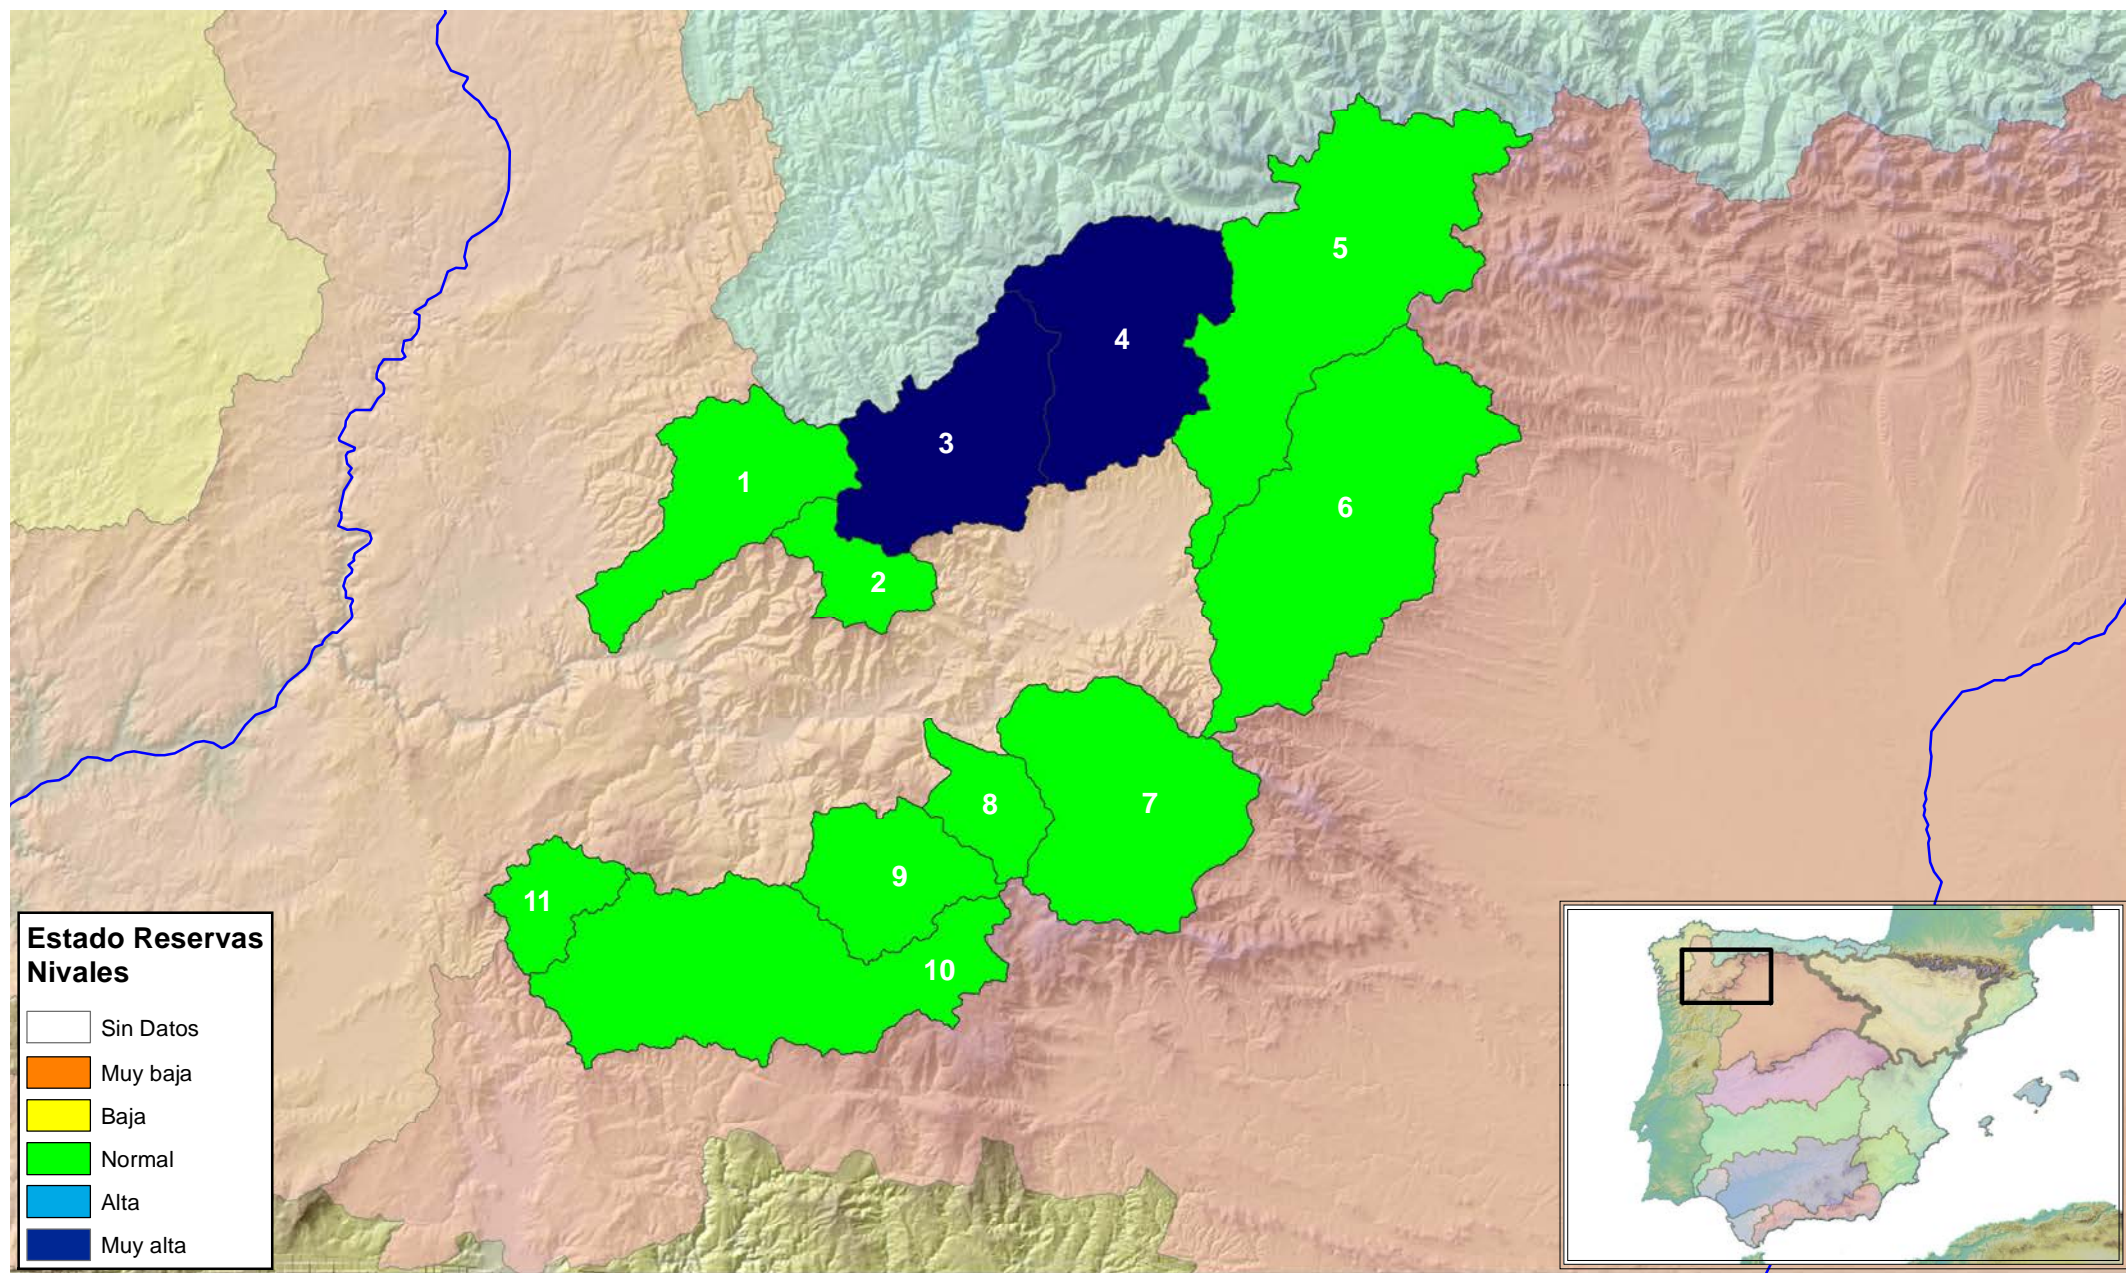 5
4
3
1
6
2
8
7
9
11
10
Estado Reservas
Nivales
Sin Datos
Muy baja
Baja
Normal
Alta
Muy alta